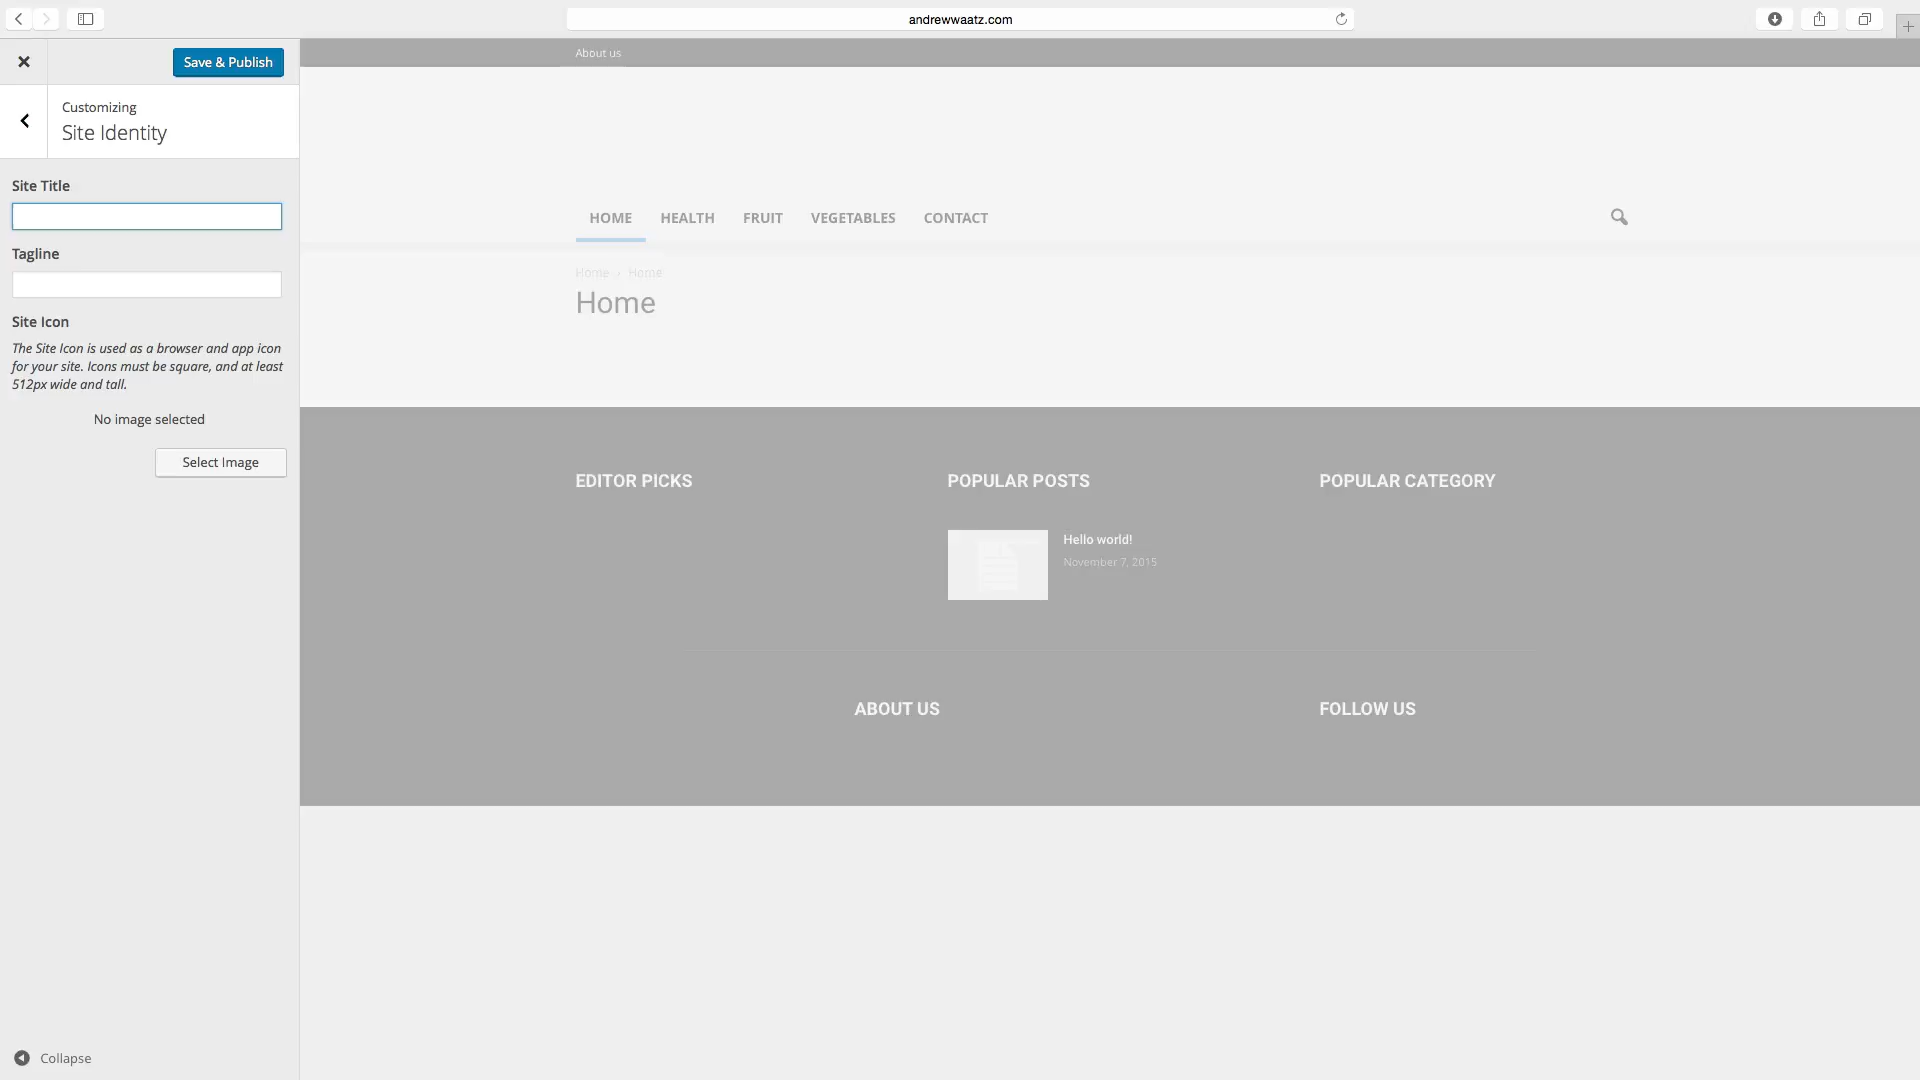 andrewwaatz.com
Save & Publish
Customizing
Site Identity
Site Title
Tagline
Site Icon
The Site Icon is used as a browser and app icon
for your site. Icons must be square, and at least
512px wide and tall.
No image selected
Select Image
Collapse
About us
HOME HEALTH FRUIT VEGETABLES CONTACT
Home › Home
Home
EDITOR PICKS
POPULAR POSTS
Hello world!
November 7, 2015
POPULAR CATEGORY
ABOUT US
FOLLOW US